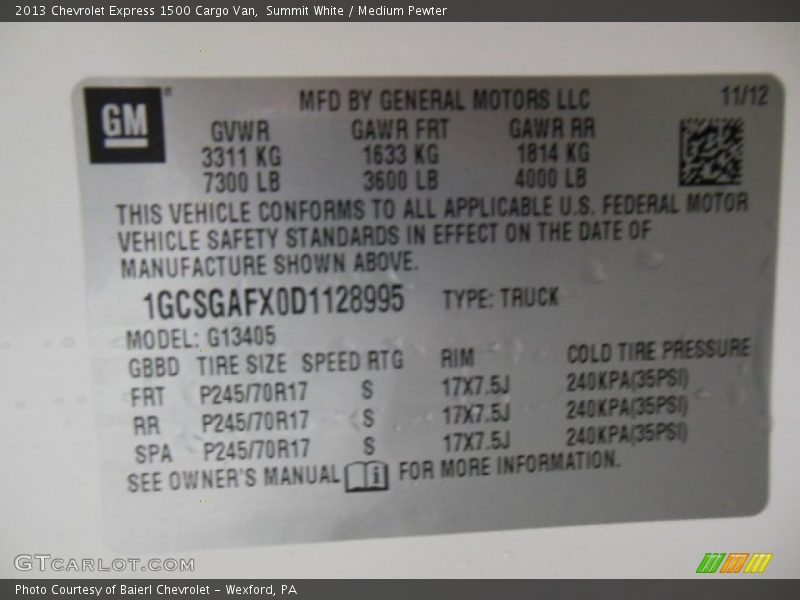 2013 Chevrolet Express 1500 Cargo Van,  Summit White / Medium Pewter
GM ®
MFD BY GENERAL MOTORS LLC 11/12
GVWR GAWR FRT GAWR RR
3311 KG 1633 KG 1814 KG
7300 LB 3600 LB 4000 LB
THIS VEHICLE CONFORMS TO ALL APPLICABLE U.S. FEDERAL MOTOR
VEHICLE SAFETY STANDARDS IN EFFECT ON THE DATE OF
MANUFACTURE SHOWN ABOVE.
1GCSGAFX0D1128995 TYPE: TRUCK
MODEL: G13405
GBBD TIRE SIZE SPEED RTG RIM COLD TIRE PRESSURE
FRT P245/70R17 S 17X7.5J 240KPA(35PSI)
RR P245/70R17 S 17X7.5J 240KPA(35PSI)
SPA P245/70R17 S 17X7.5J 240KPA(35PSI)
SEE OWNER'S MANUAL i FOR MORE INFORMATION.
GTCARLOT.COM
Photo Courtesy of Baierl Chevrolet - Wexford, PA